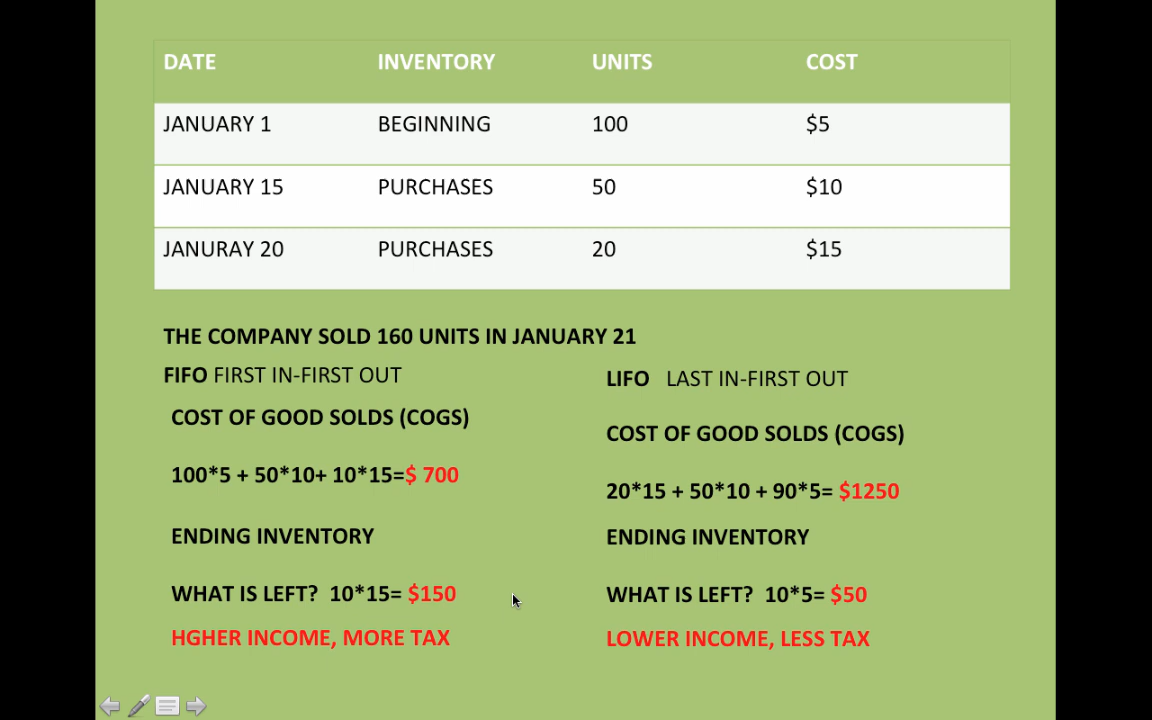 DATE INVENTORY UNITS COST
JANUARY 1 BEGINNING 100 $5
JANUARY 15 PURCHASES 50 $10
JANURAY 20 PURCHASES 20 $15
THE COMPANY SOLD 160 UNITS IN JANUARY 21
FIFO FIRST IN-FIRST OUT
COST OF GOOD SOLDS (COGS)
100*5 + 50*10+ 10*15=$ 700
ENDING INVENTORY
WHAT IS LEFT? 10*15= $150
HGHER INCOME, MORE TAX
LIFO LAST IN-FIRST OUT
COST OF GOOD SOLDS (COGS)
20*15 + 50*10 + 90*5= $1250
ENDING INVENTORY
WHAT IS LEFT? 10*5= $50
LOWER INCOME, LESS TAX